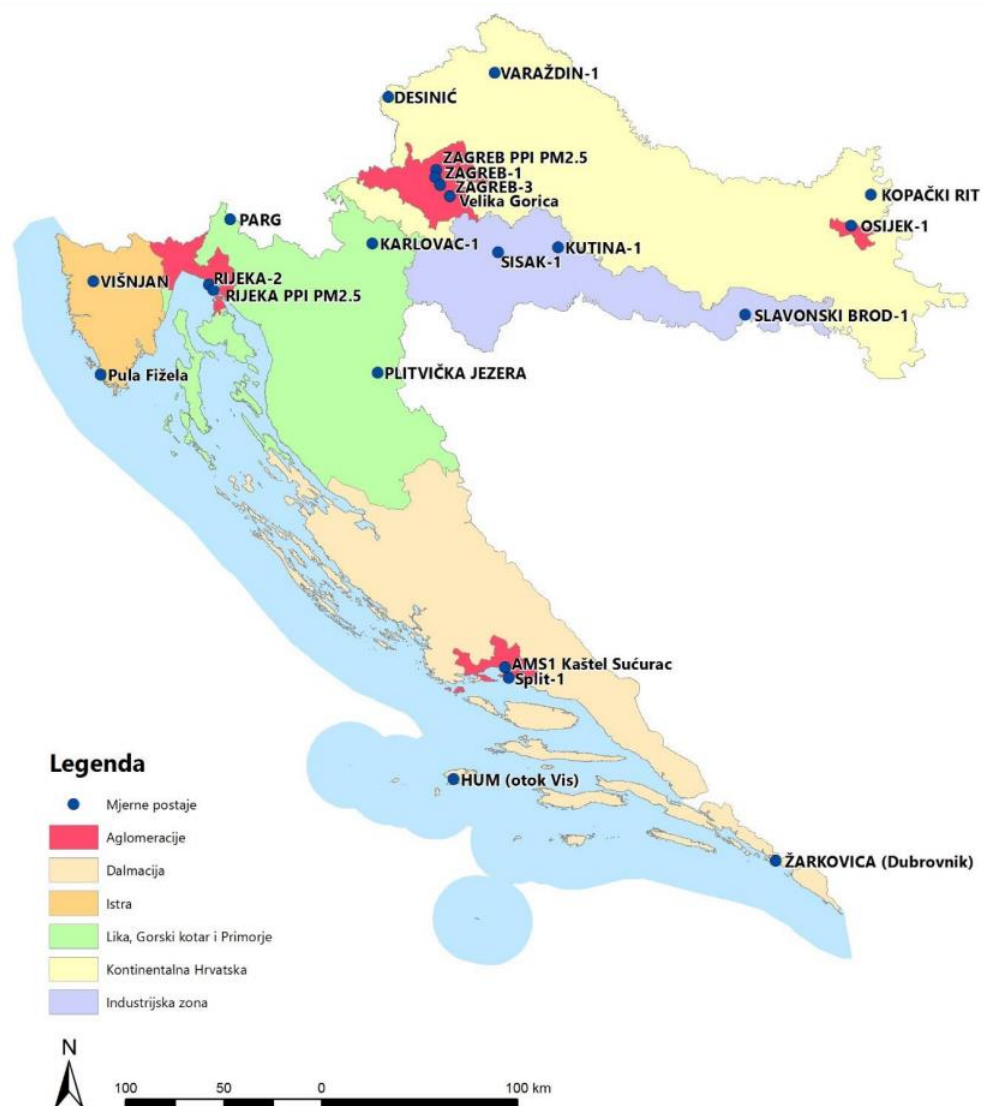 VARAŽDIN-1
DESINIĆ
ZAGREB PPI PM2.5
ZAGREB-1
ZAGREB-3
Velika Gorica
KOPAČKI RIT
OSIJEK-1
PARG
KARLOVAC-1
KUTINA-1
SISAK-1
VIŠNJAN
RIJEKA-2
RIJEKA PPI PM2.5
SLAVONSKI BROD-1
Pula Fižela
PLITVIČKA JEZERA
AMS1 Kaštel Sućurac
Split-1
HUM (otok Vis)
ŽARKOVICA (Dubrovnik)
Legenda
Mjerne postaje
Aglomeracije
Dalmacija
Istra
Lika, Gorski kotar i Primorje
Kontinentalna Hrvatska
Industrijska zona
N
100 50 0 100 km